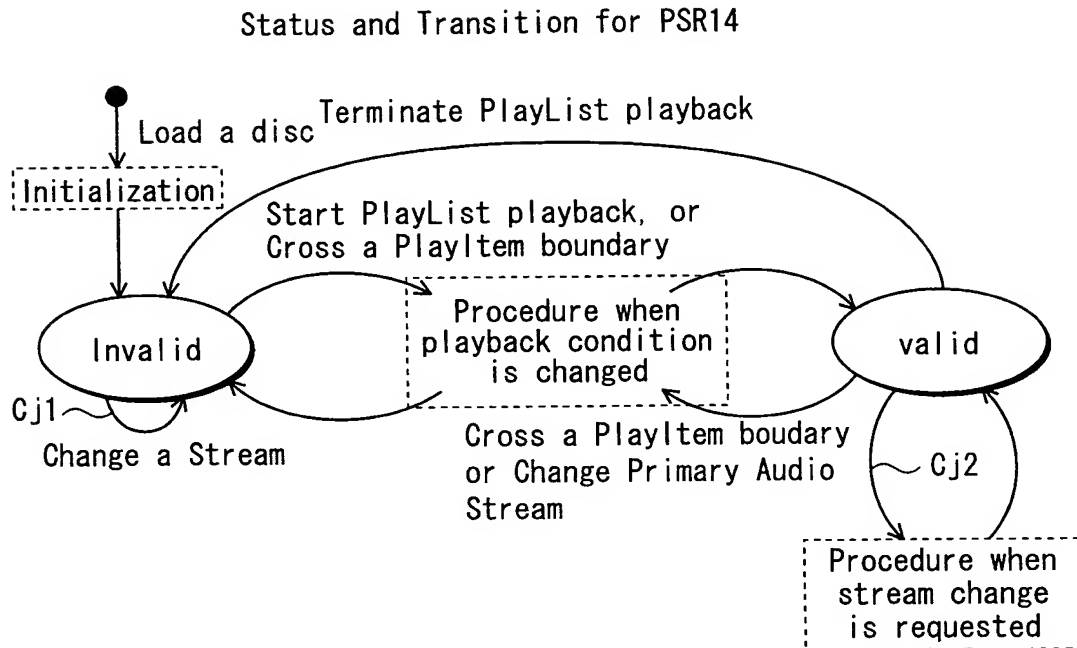 Status and Transition for PSR14
Load a disc
Terminate PlayList playback
Initialization
Start PlayList playback, or
Cross a PlayItem boundary
Procedure when
playback condition
is changed
Invalid
valid
Cj1
Change a Stream
Cross a PlayItem boudary
or Change Primary Audio
Stream
Cj2
Procedure when
stream change
is requested